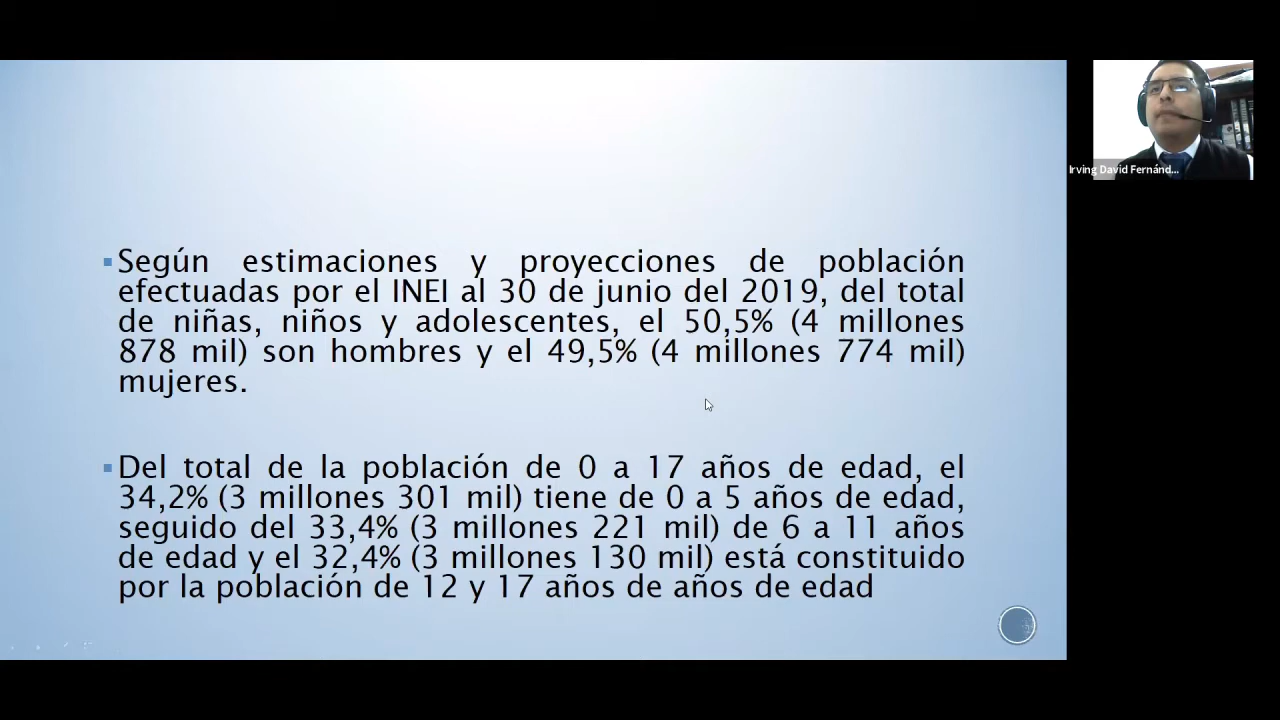 Irving David Fernánd...
Según estimaciones y proyecciones de población
efectuadas por el INEI al 30 de junio del 2019, del total
de niñas, niños y adolescentes, el 50,5% (4 millones
878 mil) son hombres y el 49,5% (4 millones 774 mil)
mujeres.
Del total de la población de 0 a 17 años de edad, el
34,2% (3 millones 301 mil) tiene de 0 a 5 años de edad,
seguido del 33,4% (3 millones 221 mil) de 6 a 11 años
de edad y el 32,4% (3 millones 130 mil) está constituido
por la población de 12 y 17 años de años de edad